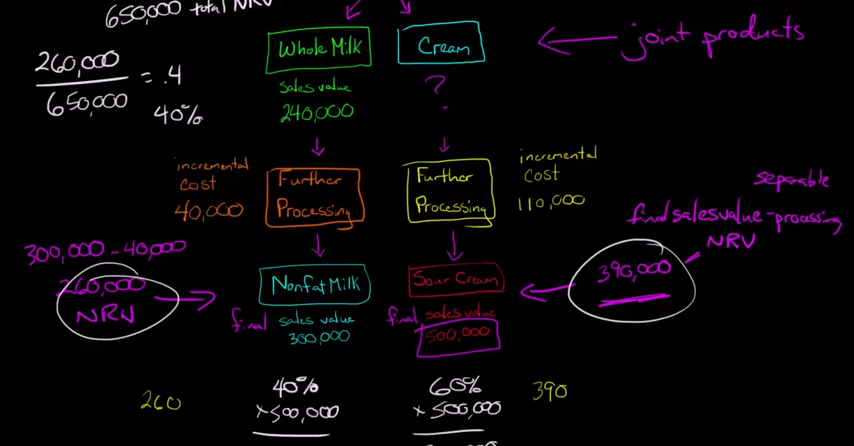 650,000 total NRV
260,000
650,000
= .4
40%
Whole Milk
Cream
joint products
sales value
240,000
?
incremental
cost
40,000
Further
Processing
Further
Processing
incremental
cost
110,000
separable
final sales value - processing
NRV
300,000 - 40,000
260,000
NRV
390,000
Nonfat Milk
Sour Cream
final sales value
300,000
final sales value
500,000
260
40%
x500,000
60%
x500,000
390